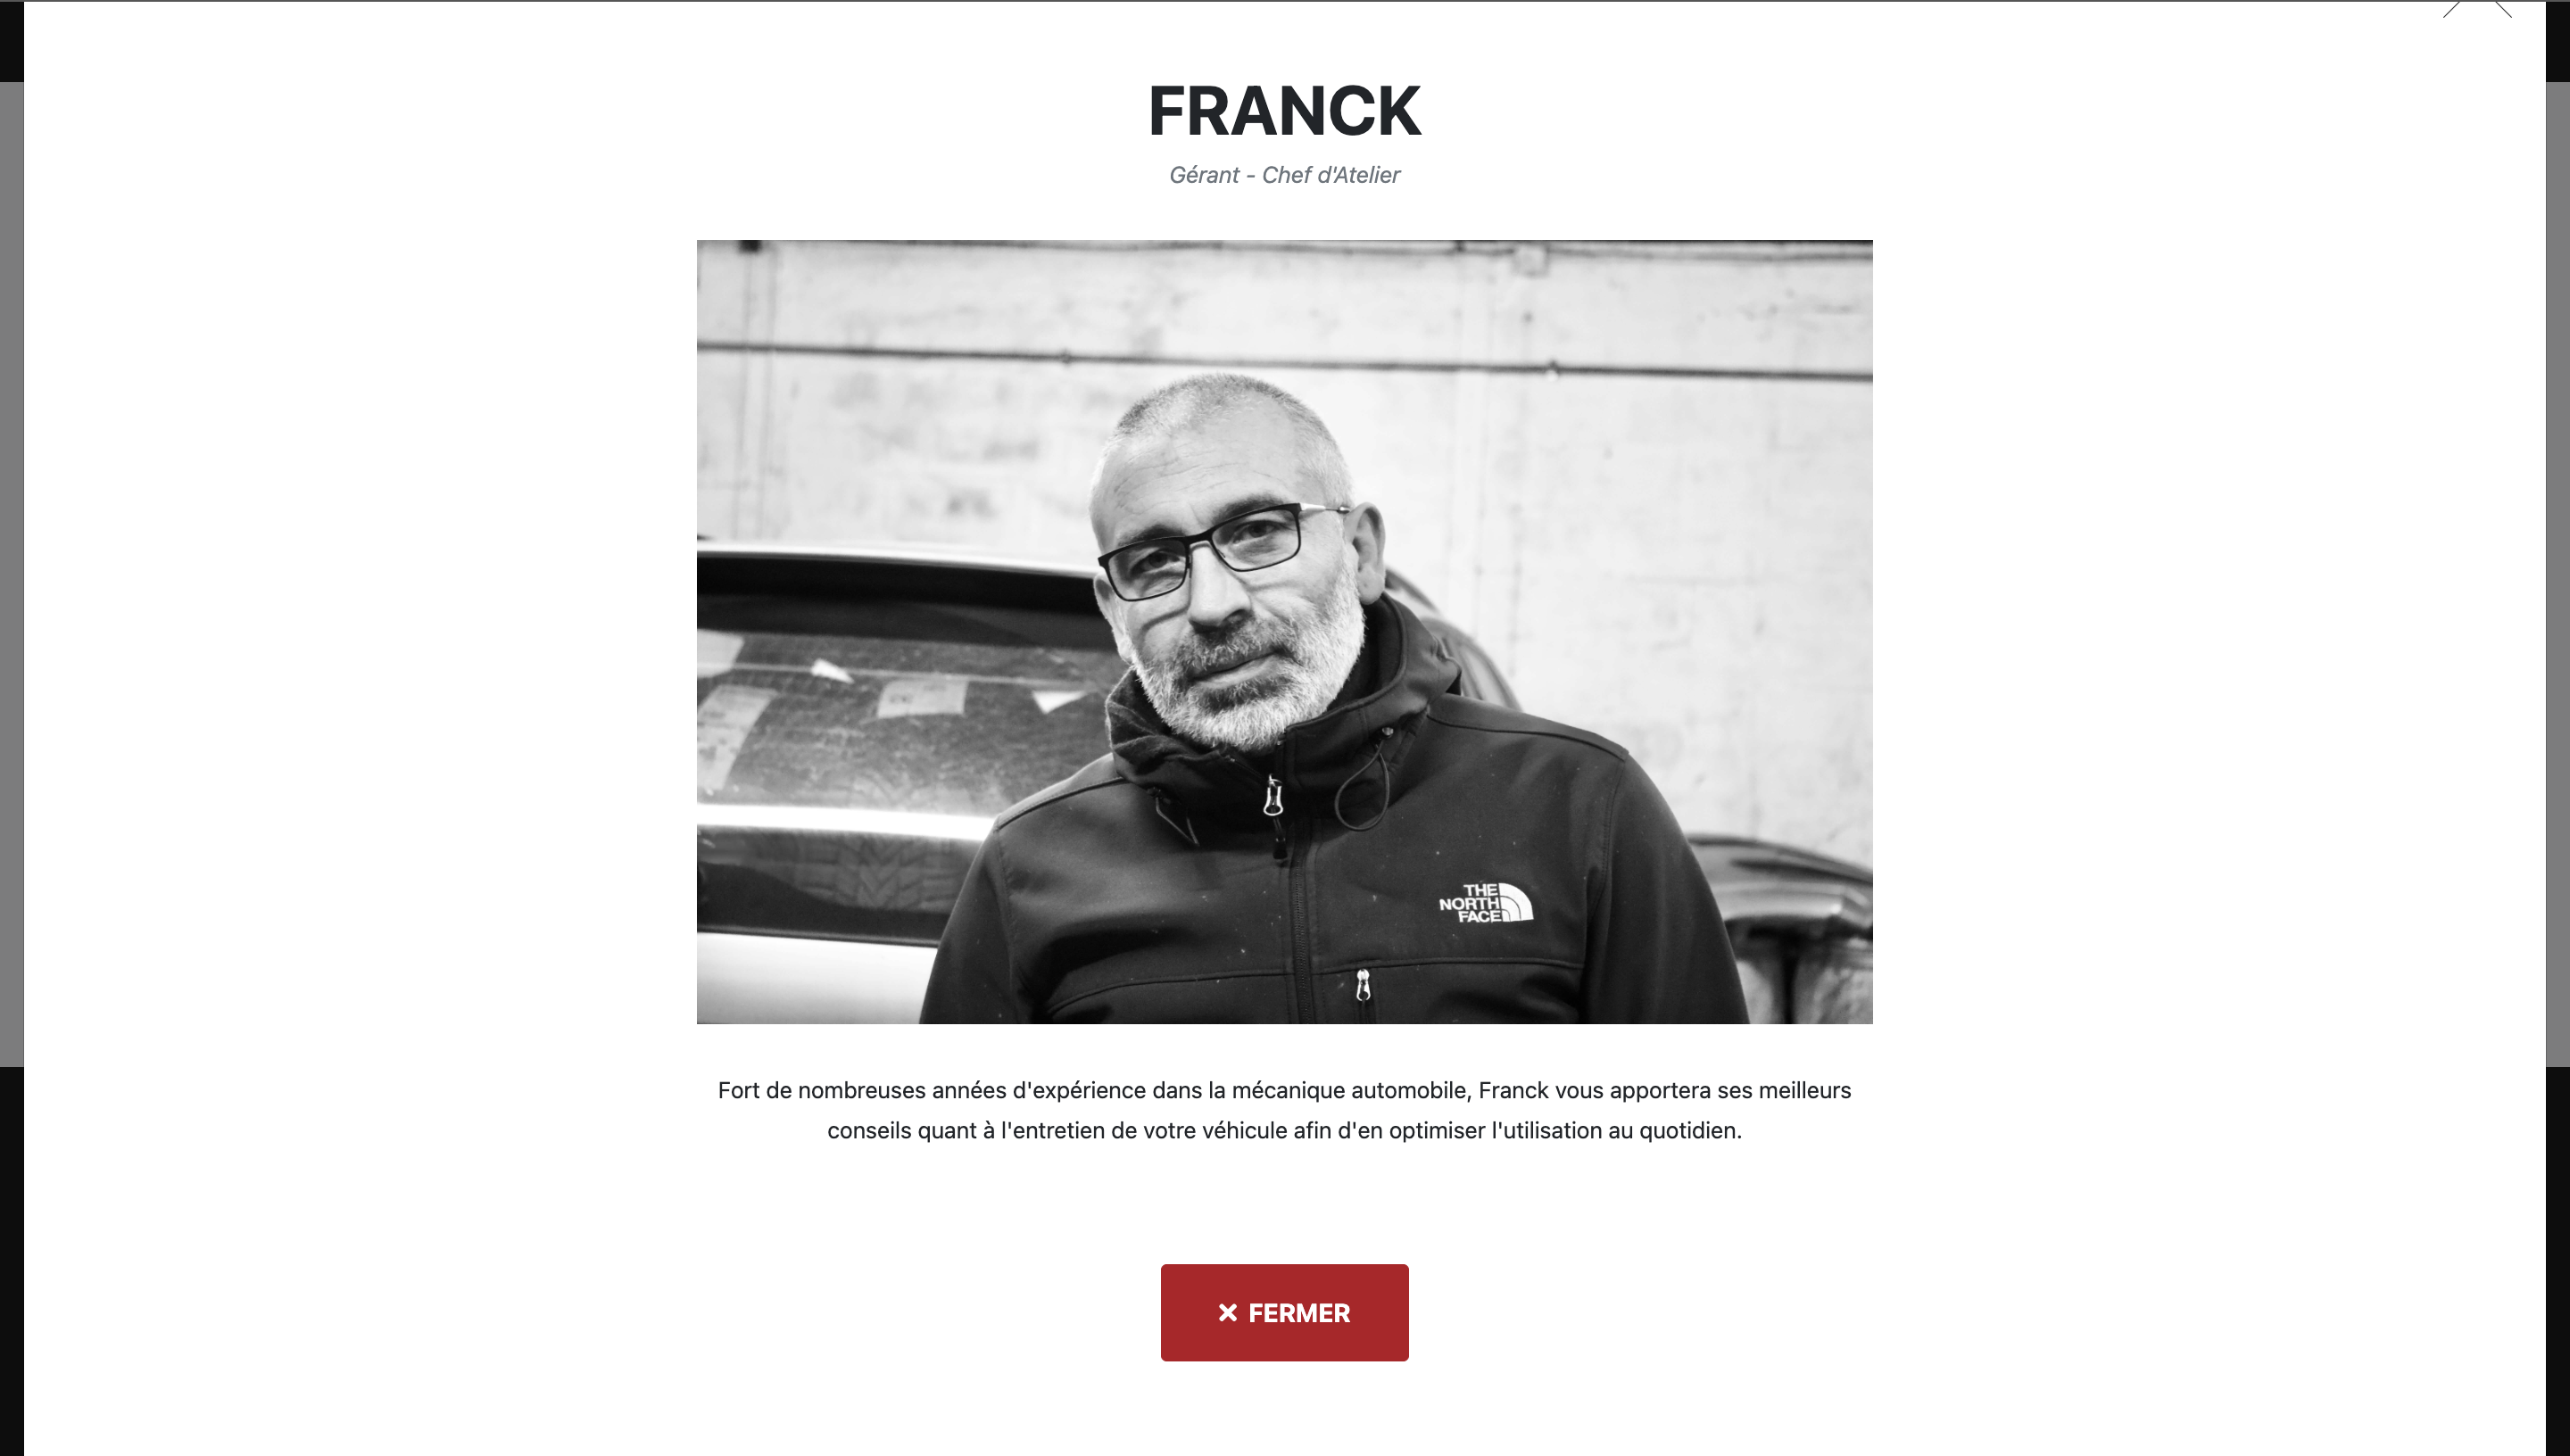 FRANCK
Gérant - Chef d'Atelier
THE
NORTH
FACE
Fort de nombreuses années d'expérience dans la mécanique automobile, Franck vous apportera ses meilleurs
conseils quant à l'entretien de votre véhicule afin d'en optimiser l'utilisation au quotidien.
FERMER